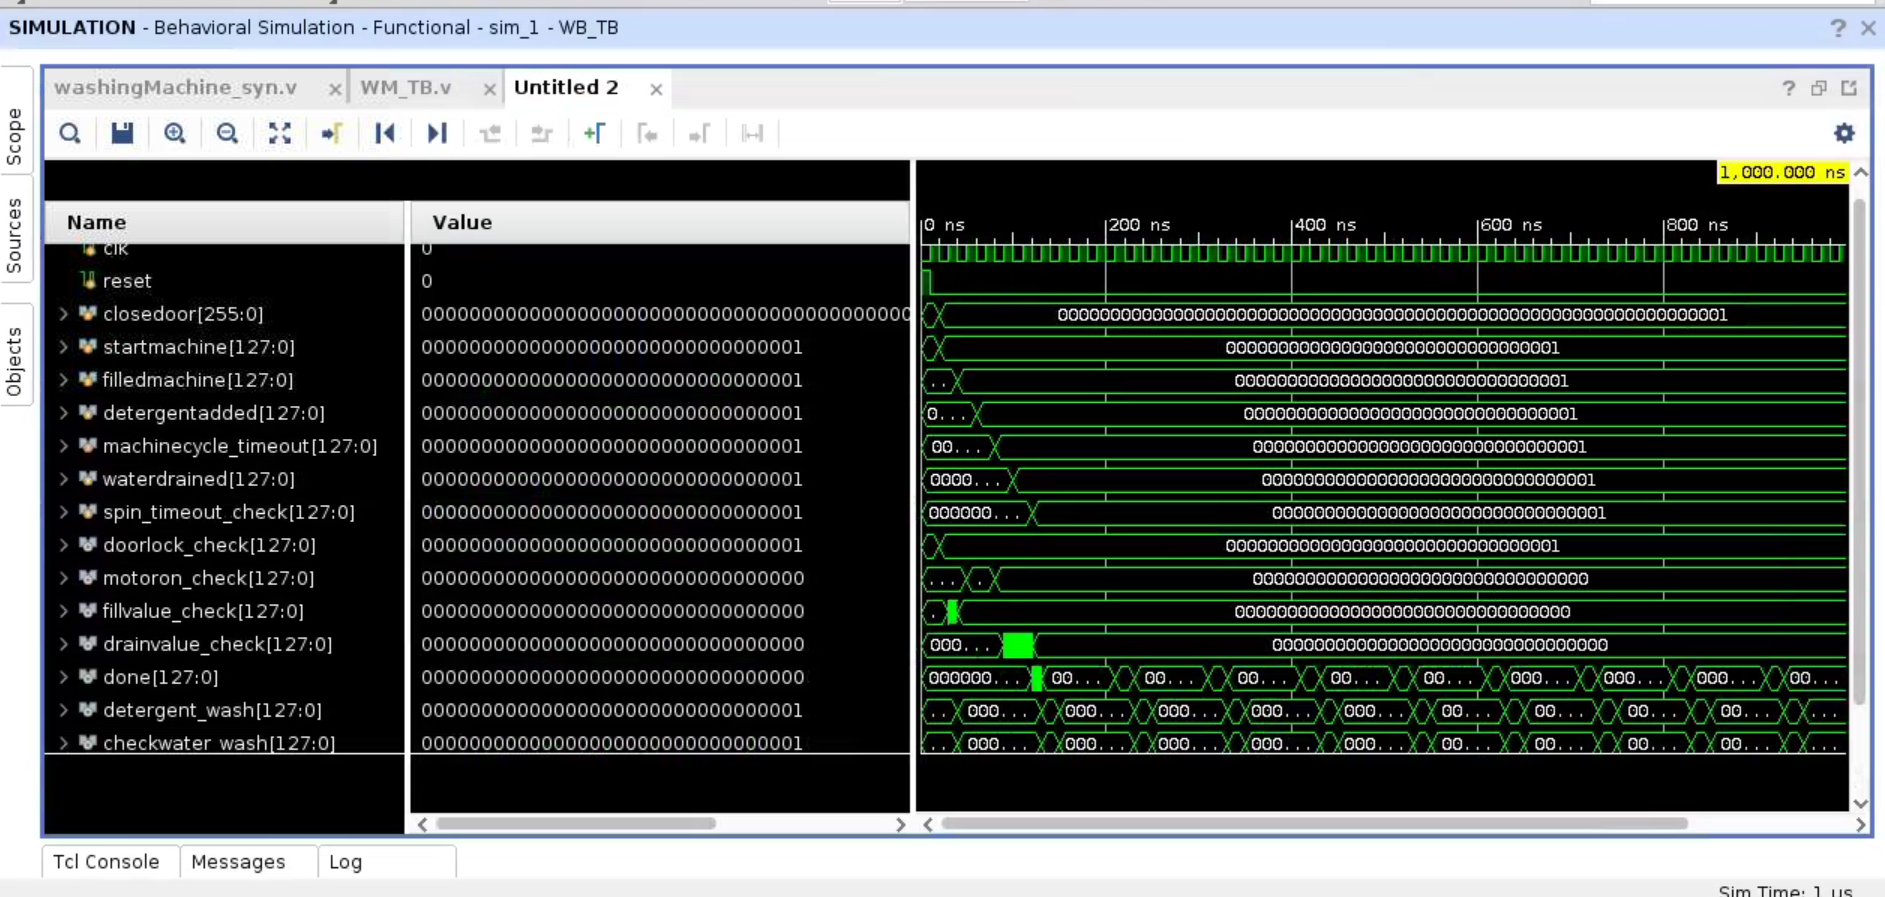 SIMULATION - Behavioral Simulation - Functional - sim_1 - WB_TB
? ×
washingMachine_syn.v × WM_TB.v × Untitled 2 ×
?
Scope
Sources
Objects
1,000.000 ns
Name Value
0 ns 200 ns 400 ns 600 ns 800 ns
clk 0
reset 0
closedoor[255:0]
startmachine[127:0] 00000000000000000000000000000001 00000000000000000000000000000001
filledmachine[127:0] 00000000000000000000000000000001 .. 00000000000000000000000000000001
detergentadded[127:0] 00000000000000000000000000000001 0... 00000000000000000000000000000001
machinecycle_timeout[127:0] 00000000000000000000000000000001 00... 00000000000000000000000000000001
waterdrained[127:0] 00000000000000000000000000000001 0000... 00000000000000000000000000000001
spin_timeout_check[127:0] 00000000000000000000000000000001 000000... 00000000000000000000000000000001
doorlock_check[127:0] 00000000000000000000000000000001 00000000000000000000000000000001
motoron_check[127:0] 00000000000000000000000000000000 ... . 00000000000000000000000000000000
fillvalue_check[127:0] 00000000000000000000000000000000 . 00000000000000000000000000000000
drainvalue_check[127:0] 00000000000000000000000000000000 000... 00000000000000000000000000000000
done[127:0] 00000000000000000000000000000000 000000... 00... 00... 00... 00... 00... 000... 000... 000... 00...
detergent_wash[127:0] 00000000000000000000000000000001 .. 000... 000... 000... 000... 000... 00... 00... 00... 00... ...
checkwater_wash[127:0] 00000000000000000000000000000001 .. 000... 000... 000... 000... 000... 00... 00... 00... 00... ...
Tcl Console Messages Log
Sim Time: 1 us